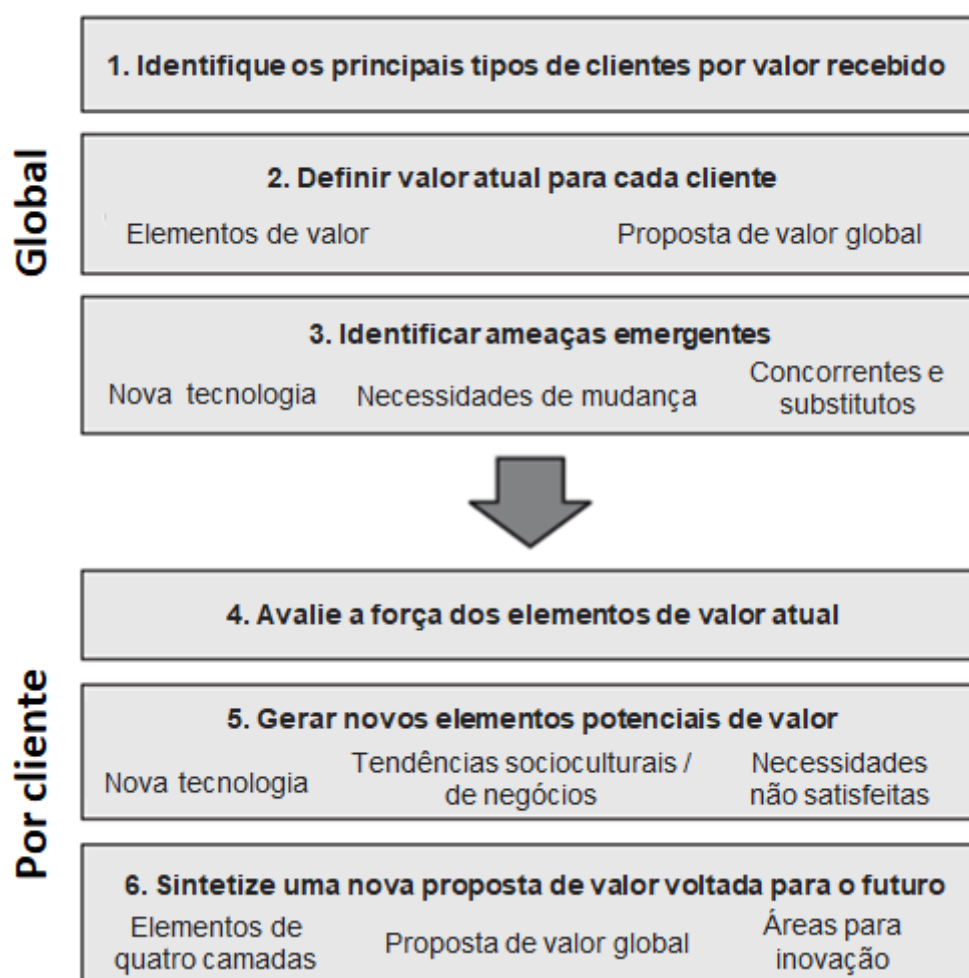 Global
1. Identifique os principais tipos de clientes por valor recebido
2. Definir valor atual para cada cliente
Elementos de valor
Proposta de valor global
3. Identificar ameaças emergentes
Nova tecnologia
Necessidades de mudança
Concorrentes e
substitutos
Por cliente
4. Avalie a força dos elementos de valor atual
5. Gerar novos elementos potenciais de valor
Nova tecnologia
Tendências socioculturais /
de negócios
Necessidades
não satisfeitas
6. Sintetize uma nova proposta de valor voltada para o futuro
Elementos de
quatro camadas
Proposta de valor global
Áreas para
inovação